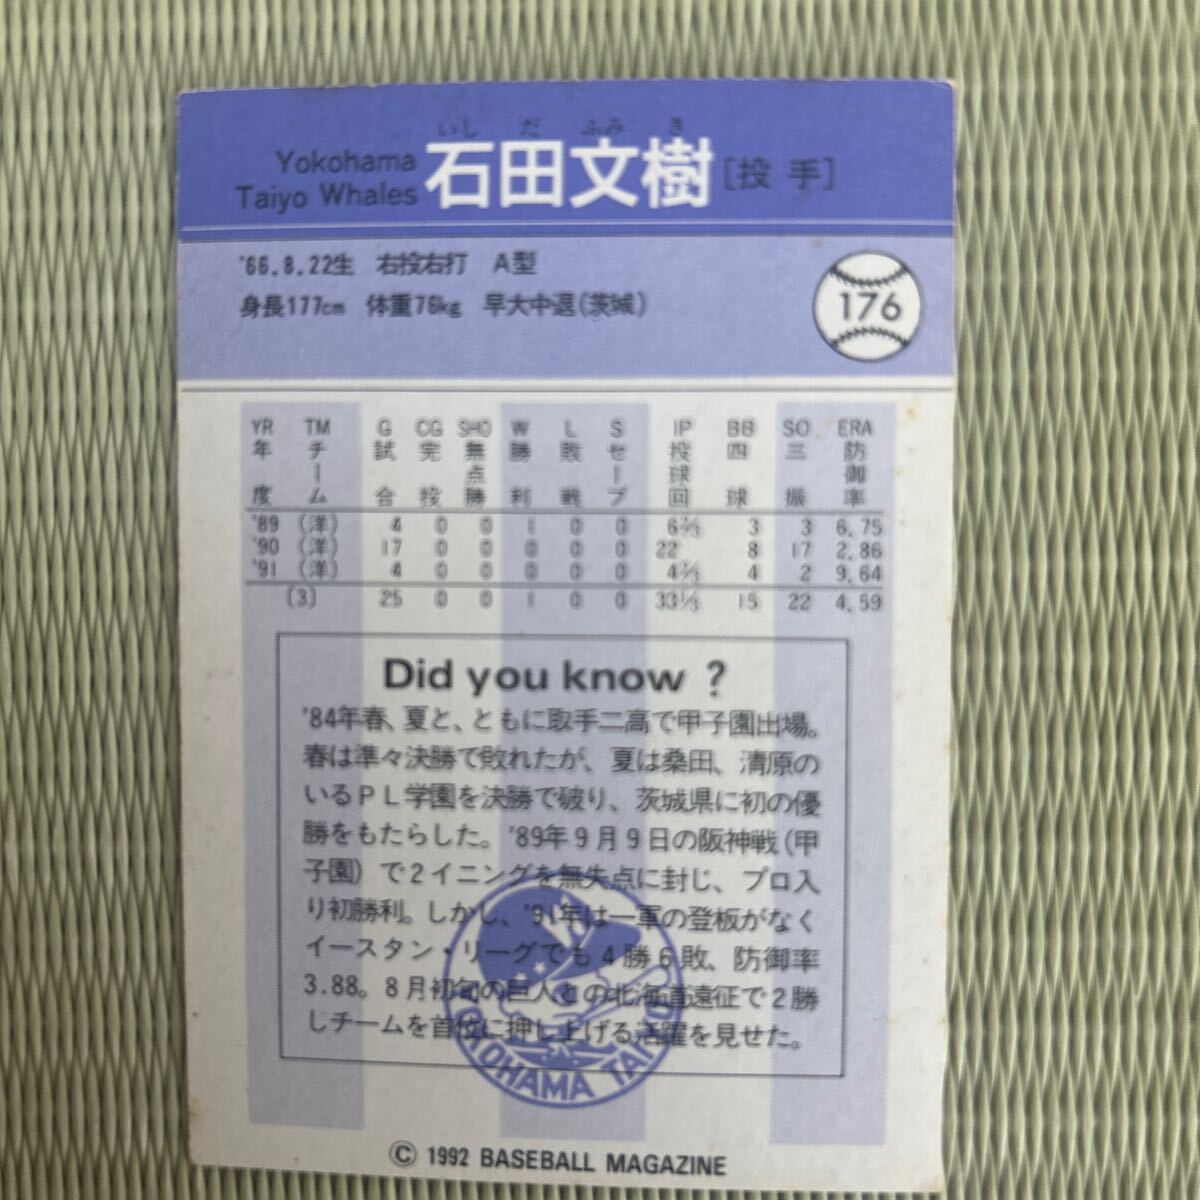 いし だ ふみ き
Yokohama
Taiyo Whales
石田文樹 [投手]
'66.8.22生 右投右打 A型
身長177cm 体重76kg 早大中退(茨城)
176
YR TM G CG SHO W L S IP BB SO ERA
年度 チーム 試合 完投 無点勝 勝利 敗戦 セーブ 投球回 四球 三振 防御率
'89 (洋) 4 0 0 1 0 0 6⅔ 3 3 6.75
'90 (洋) 17 0 0 0 0 0 22 8 17 2.86
'91 (洋) 4 0 0 0 0 0 4⅔ 4 2 9.64
(3) 25 0 0 1 0 0 33⅓ 15 22 4.59
Did you know ?
'84年春、夏と、ともに取手二高で甲子園出場。
春は準々決勝で敗れたが、夏は桑田、清原の
いるPL学園を決勝で破り、茨城県に初の優
勝をもたらした。'89年9月9日の阪神戦(甲
子園)で2イニングを無失点に封じ、プロ入
り初勝利。しかし、'91年は一軍の登板がなく
イースタン・リーグでも4勝6敗、防御率
3.88。8月初旬の巨人との北海道遠征で2勝
しチームを首位に押し上げる活躍を見せた。
YOKOHAMA TAIYO
© 1992 BASEBALL MAGAZINE